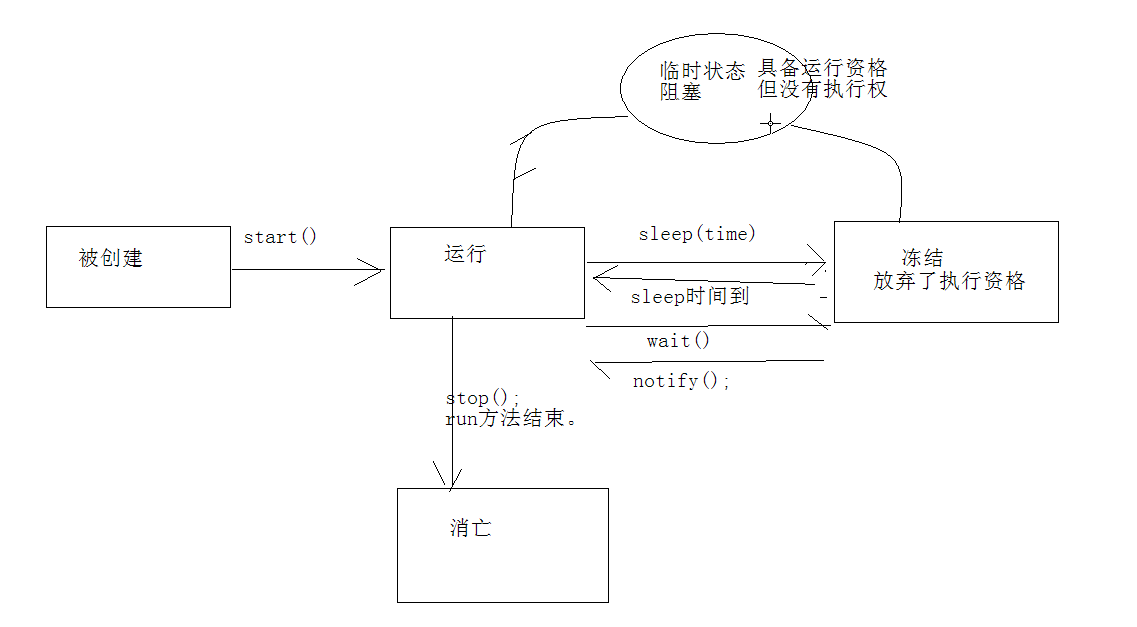 临时状态
阻塞
具备运行资格
但没有执行权
被创建
start()
运行
sleep(time)
sleep时间到
wait()
notify();
冻结
放弃了执行资格
stop();
run方法结束。
消亡